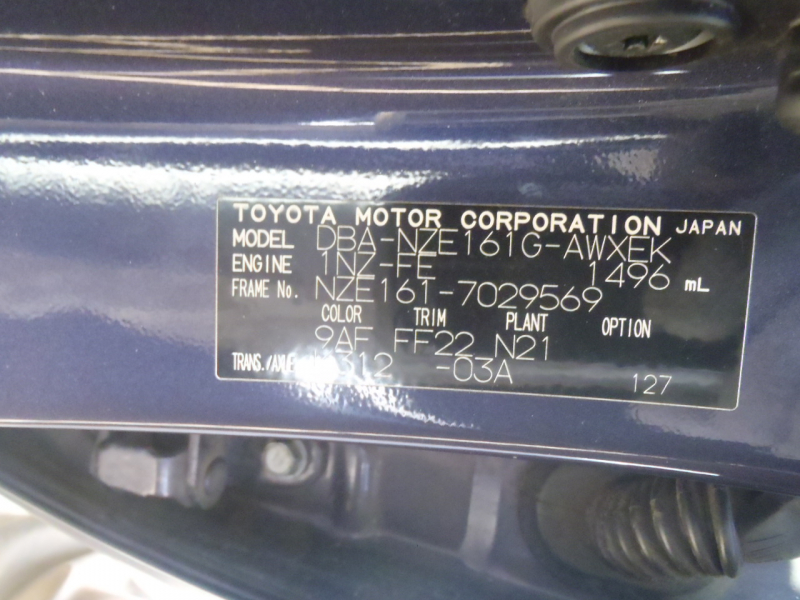 TOYOTA MOTOR CORPORATION JAPAN
MODEL DBA-NZE161G-AWXEK
ENGINE 1NZ-FE 1496 mL
FRAME No. NZE161-7029569
COLOR TRIM PLANT OPTION
9AF FF22 N21
TRANS./AXLE -03A 127